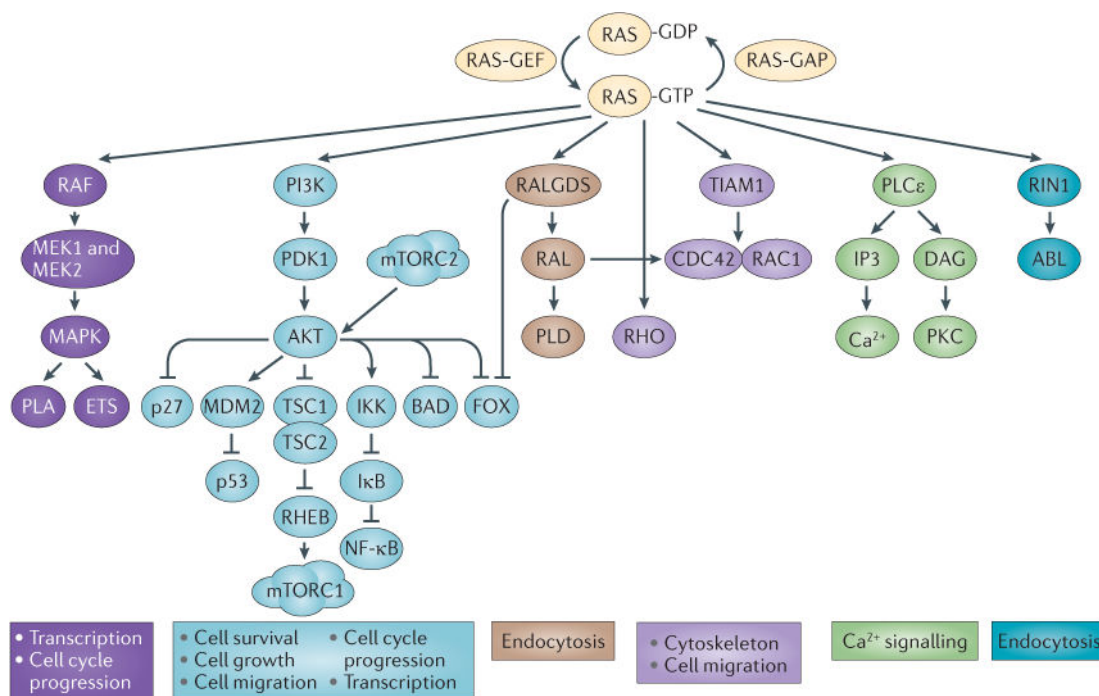 RAS -GDP
RAS-GEF
RAS-GAP
RAS -GTP
RAF
PI3K
RALGDS
TIAM1
PLCε
RIN1
MEK1 and
MEK2
PDK1
mTORC2
RAL
CDC42
RAC1
IP3
DAG
ABL
MAPK
AKT
PLD
RHO
Ca²⁺
PKC
PLA
ETS
p27
MDM2
TSC1
IKK
BAD
FOX
TSC2
p53
IκB
RHEB
NF-κB
mTORC1
• Transcription
• Cell cycle
progression
• Cell survival
• Cell growth
• Cell migration
• Cell cycle
progression
• Transcription
Endocytosis
• Cytoskeleton
• Cell migration
Ca²⁺ signalling
Endocytosis